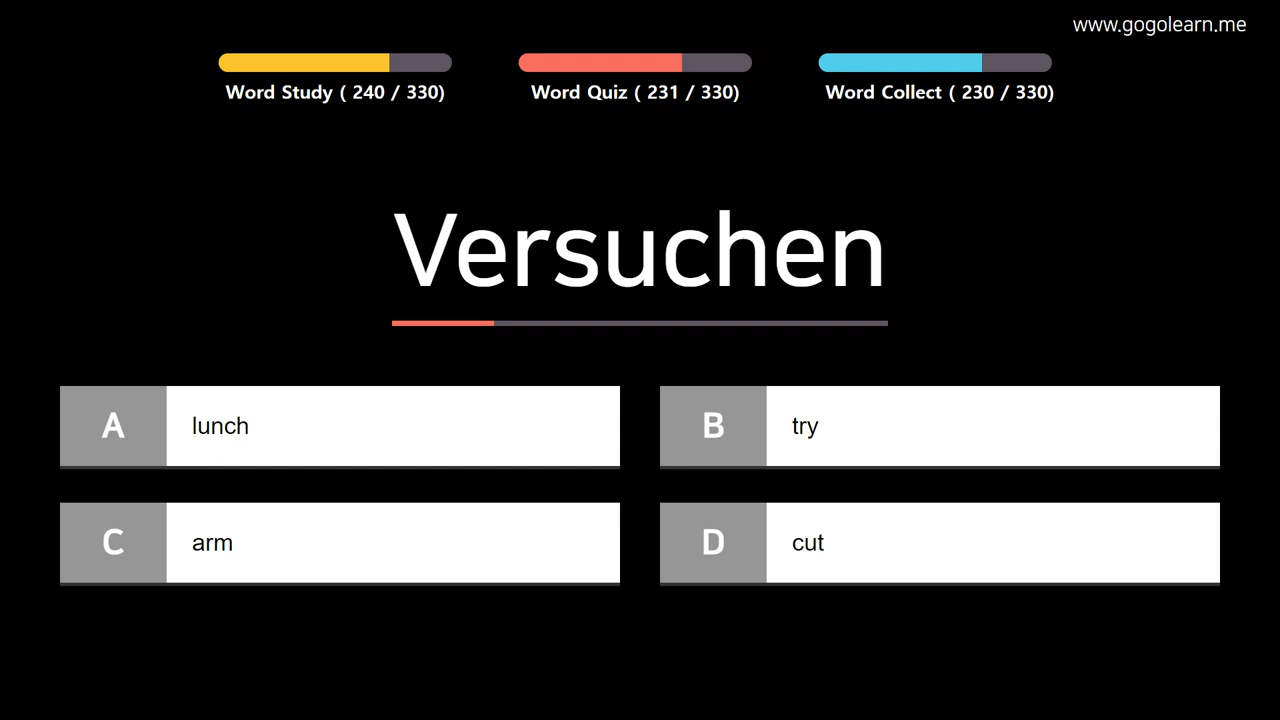 www.gogolearn.me
Word Study ( 240 / 330)
Word Quiz ( 231 / 330)
Word Collect ( 230 / 330)
Versuchen
A lunch
B try
C arm
D cut